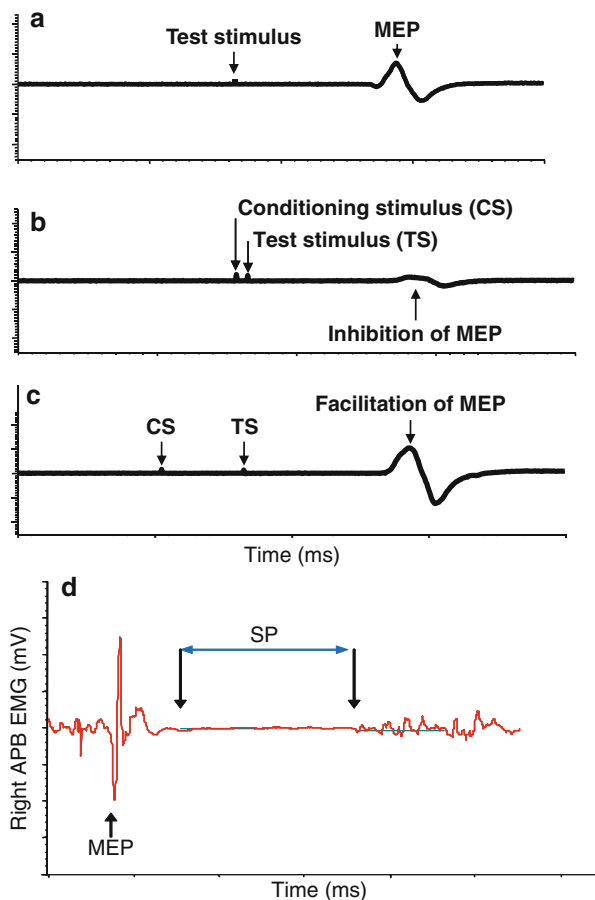 a
Test stimulus
MEP
b
Conditioning stimulus (CS)
Test stimulus (TS)
Inhibition of MEP
c
CS
TS
Facilitation of MEP
Time (ms)
d
SP
Right APB EMG (mV)
MEP
Time (ms)